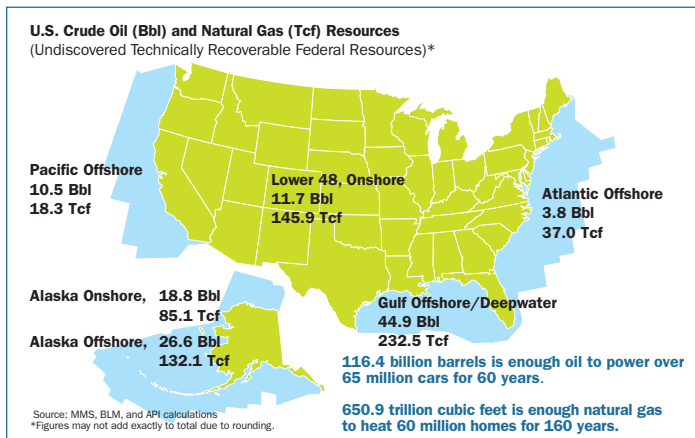 U.S. Crude Oil (Bbl) and Natural Gas (Tcf) Resources
(Undiscovered Technically Recoverable Federal Resources)*
Pacific Offshore
10.5 Bbl
18.3 Tcf
Lower 48, Onshore
11.7 Bbl
145.9 Tcf
Atlantic Offshore
3.8 Bbl
37.0 Tcf
Alaska Onshore, 18.8 Bbl
85.1 Tcf
Alaska Offshore, 26.6 Bbl
132.1 Tcf
Gulf Offshore/Deepwater
44.9 Bbl
232.5 Tcf
116.4 billion barrels is enough oil to power over
65 million cars for 60 years.
650.9 trillion cubic feet is enough natural gas
to heat 60 million homes for 160 years.
Source: MMS, BLM, and API calculations
*Figures may not add exactly to total due to rounding.